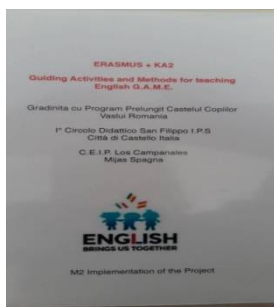 ERASMUS + KA2
Guiding Activities and Methods for teaching
English G.A.M.E.
Gradinita cu Program Prelungit Castelul Copiilor
Vaslui Romania
I° Circolo Didattico San Filippo I.P.S
Città di Castello Italia
C.E.I.P. Los Campanales
Mijas Spagna
ENGLISH
BRINGS US TOGETHER
M2 Implementation of the Project